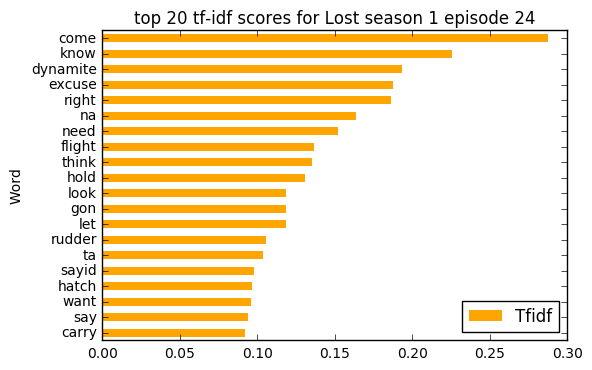 top 20 tf-idf scores for Lost season 1 episode 24
Word
come
know
dynamite
excuse
right
na
need
flight
think
hold
look
gon
let
rudder
ta
sayid
hatch
want
say
carry
Tfidf
0.00 0.05 0.10 0.15 0.20 0.25 0.30